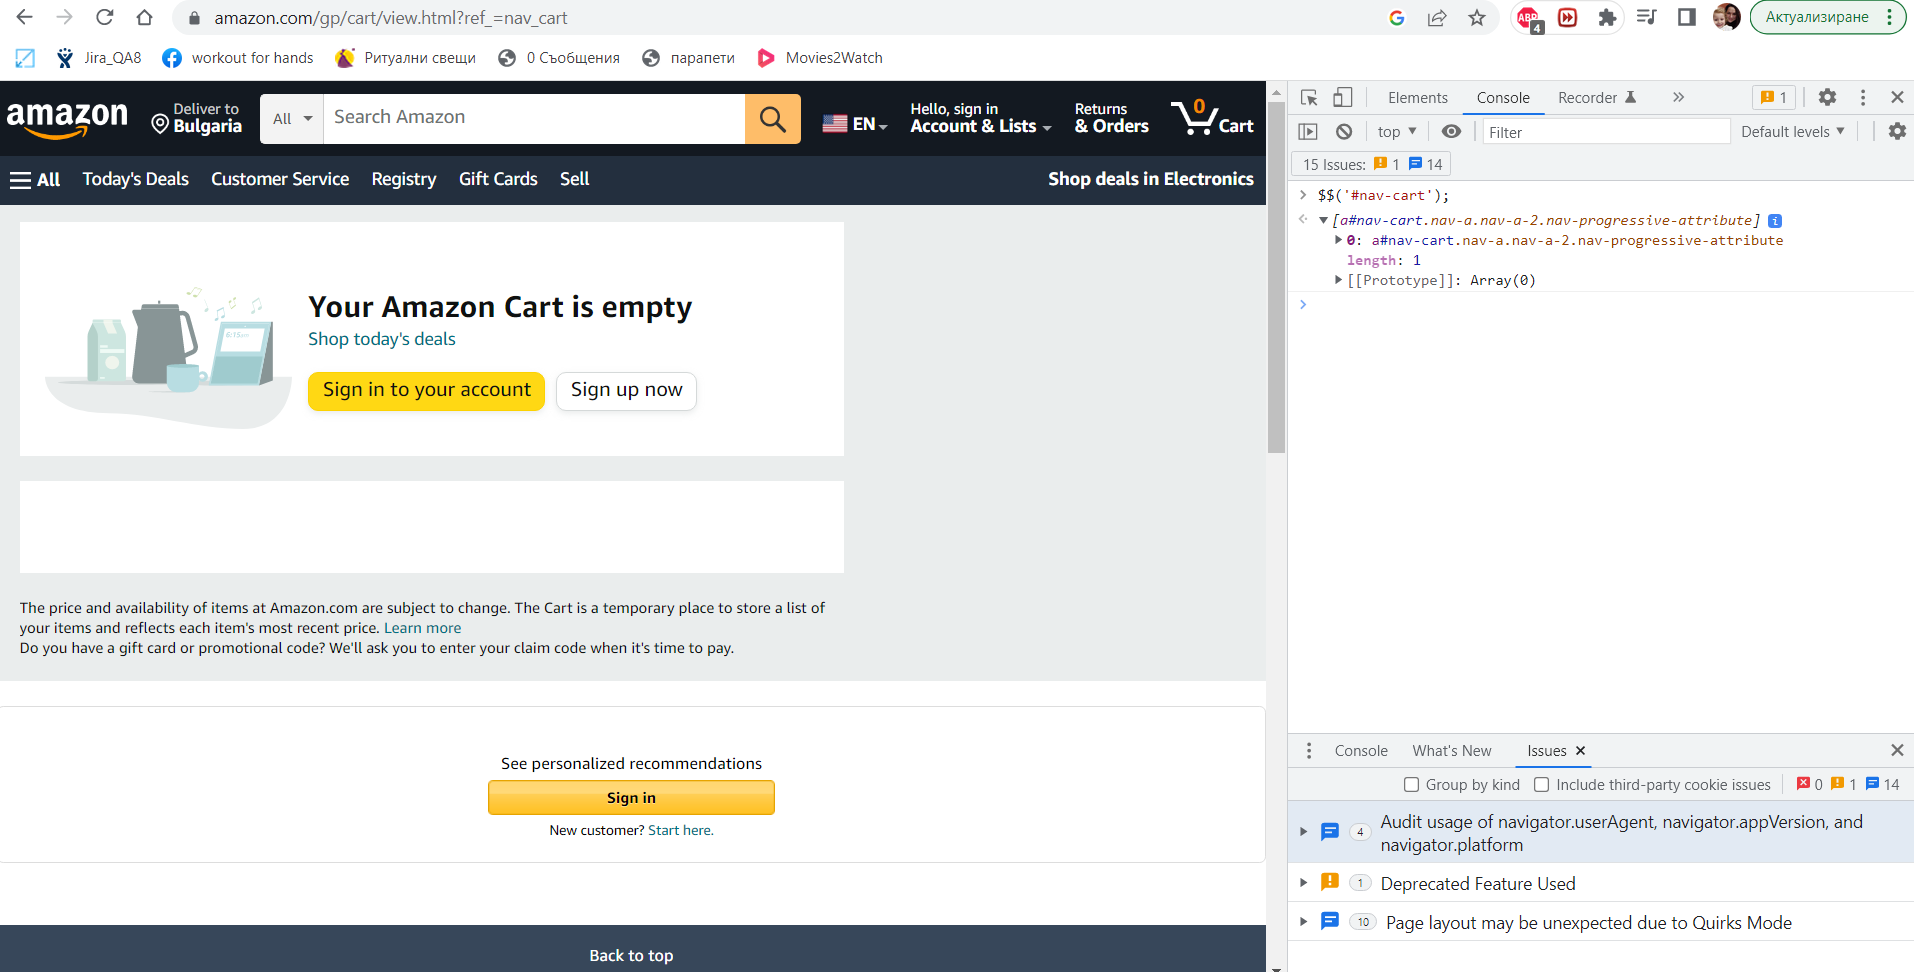 amazon.com/gp/cart/view.html?ref_=nav_cart
ABP
4
Актуализиране
Jira_QA8
workout for hands
Ритуални свещи
0 Съобщения
парапети
Movies2Watch
amazon
Deliver to
Bulgaria
All
Search Amazon
EN
Hello, sign in
Account & Lists
Returns
& Orders
0
Cart
All
Today's Deals
Customer Service
Registry
Gift Cards
Sell
Shop deals in Electronics
Your Amazon Cart is empty
Shop today's deals
Sign in to your account
Sign up now
The price and availability of items at Amazon.com are subject to change. The Cart is a temporary place to store a list of
your items and reflects each item's most recent price. Learn more
Do you have a gift card or promotional code? We'll ask you to enter your claim code when it's time to pay.
See personalized recommendations
Sign in
New customer? Start here.
Back to top
Elements
Console
Recorder
1
top
Filter
Default levels
15 Issues: 1 14
$$('#nav-cart');
[a#nav-cart.nav-a.nav-a-2.nav-progressive-attribute]
0: a#nav-cart.nav-a.nav-a-2.nav-progressive-attribute
length: 1
[[Prototype]]: Array(0)
Console
What's New
Issues
Group by kind
Include third-party cookie issues
0 1 14
4 Audit usage of navigator.userAgent, navigator.appVersion, and
navigator.platform
1 Deprecated Feature Used
10 Page layout may be unexpected due to Quirks Mode